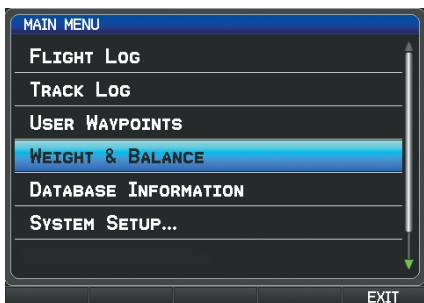 MAIN MENU
FLIGHT LOG
TRACK LOG
USER WAYPOINTS
WEIGHT & BALANCE
DATABASE INFORMATION
SYSTEM SETUP...
EXIT